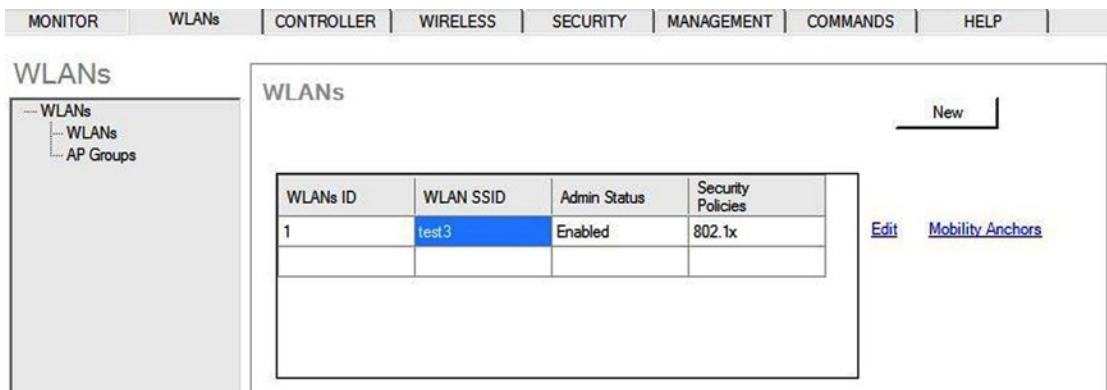 MONITOR WLANs CONTROLLER WIRELESS SECURITY MANAGEMENT COMMANDS HELP
WLANs
WLANs
WLANs
AP Groups
WLANs
New
WLANs ID WLAN SSID Admin Status Security Policies
1 test3 Enabled 802.1x
Edit Mobility Anchors